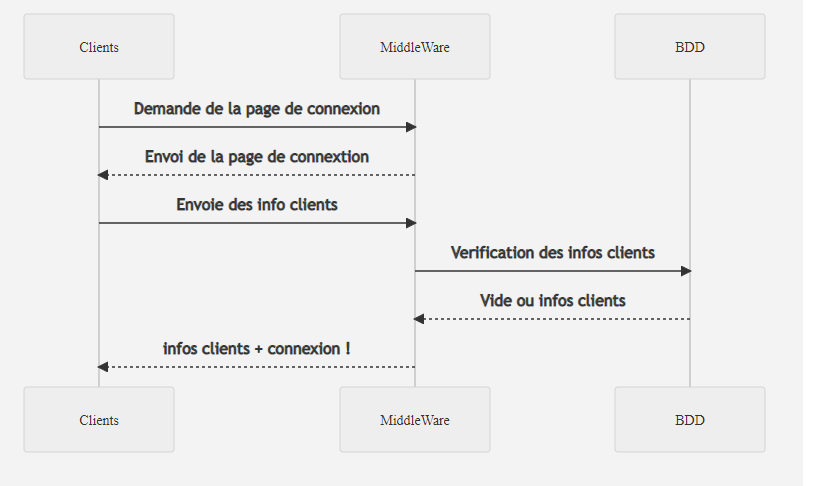 Clients
MiddleWare
BDD
Demande de la page de connexion
Envoi de la page de connextion
Envoie des info clients
Verification des infos clients
Vide ou infos clients
infos clients + connexion !
Clients
MiddleWare
BDD